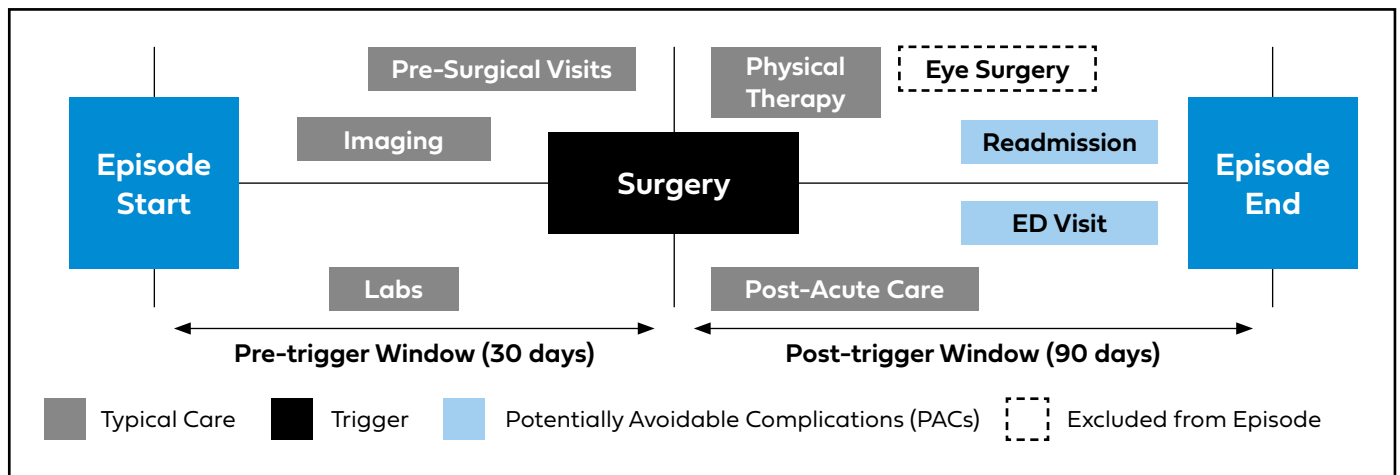 Pre-Surgical Visits
Physical
Therapy
Eye Surgery
Episode
Start
Imaging
Surgery
Readmission
Episode
End
ED Visit
Labs
Post-Acute Care
Pre-trigger Window (30 days)
Post-trigger Window (90 days)
Typical Care
Trigger
Potentially Avoidable Complications (PACs)
Excluded from Episode